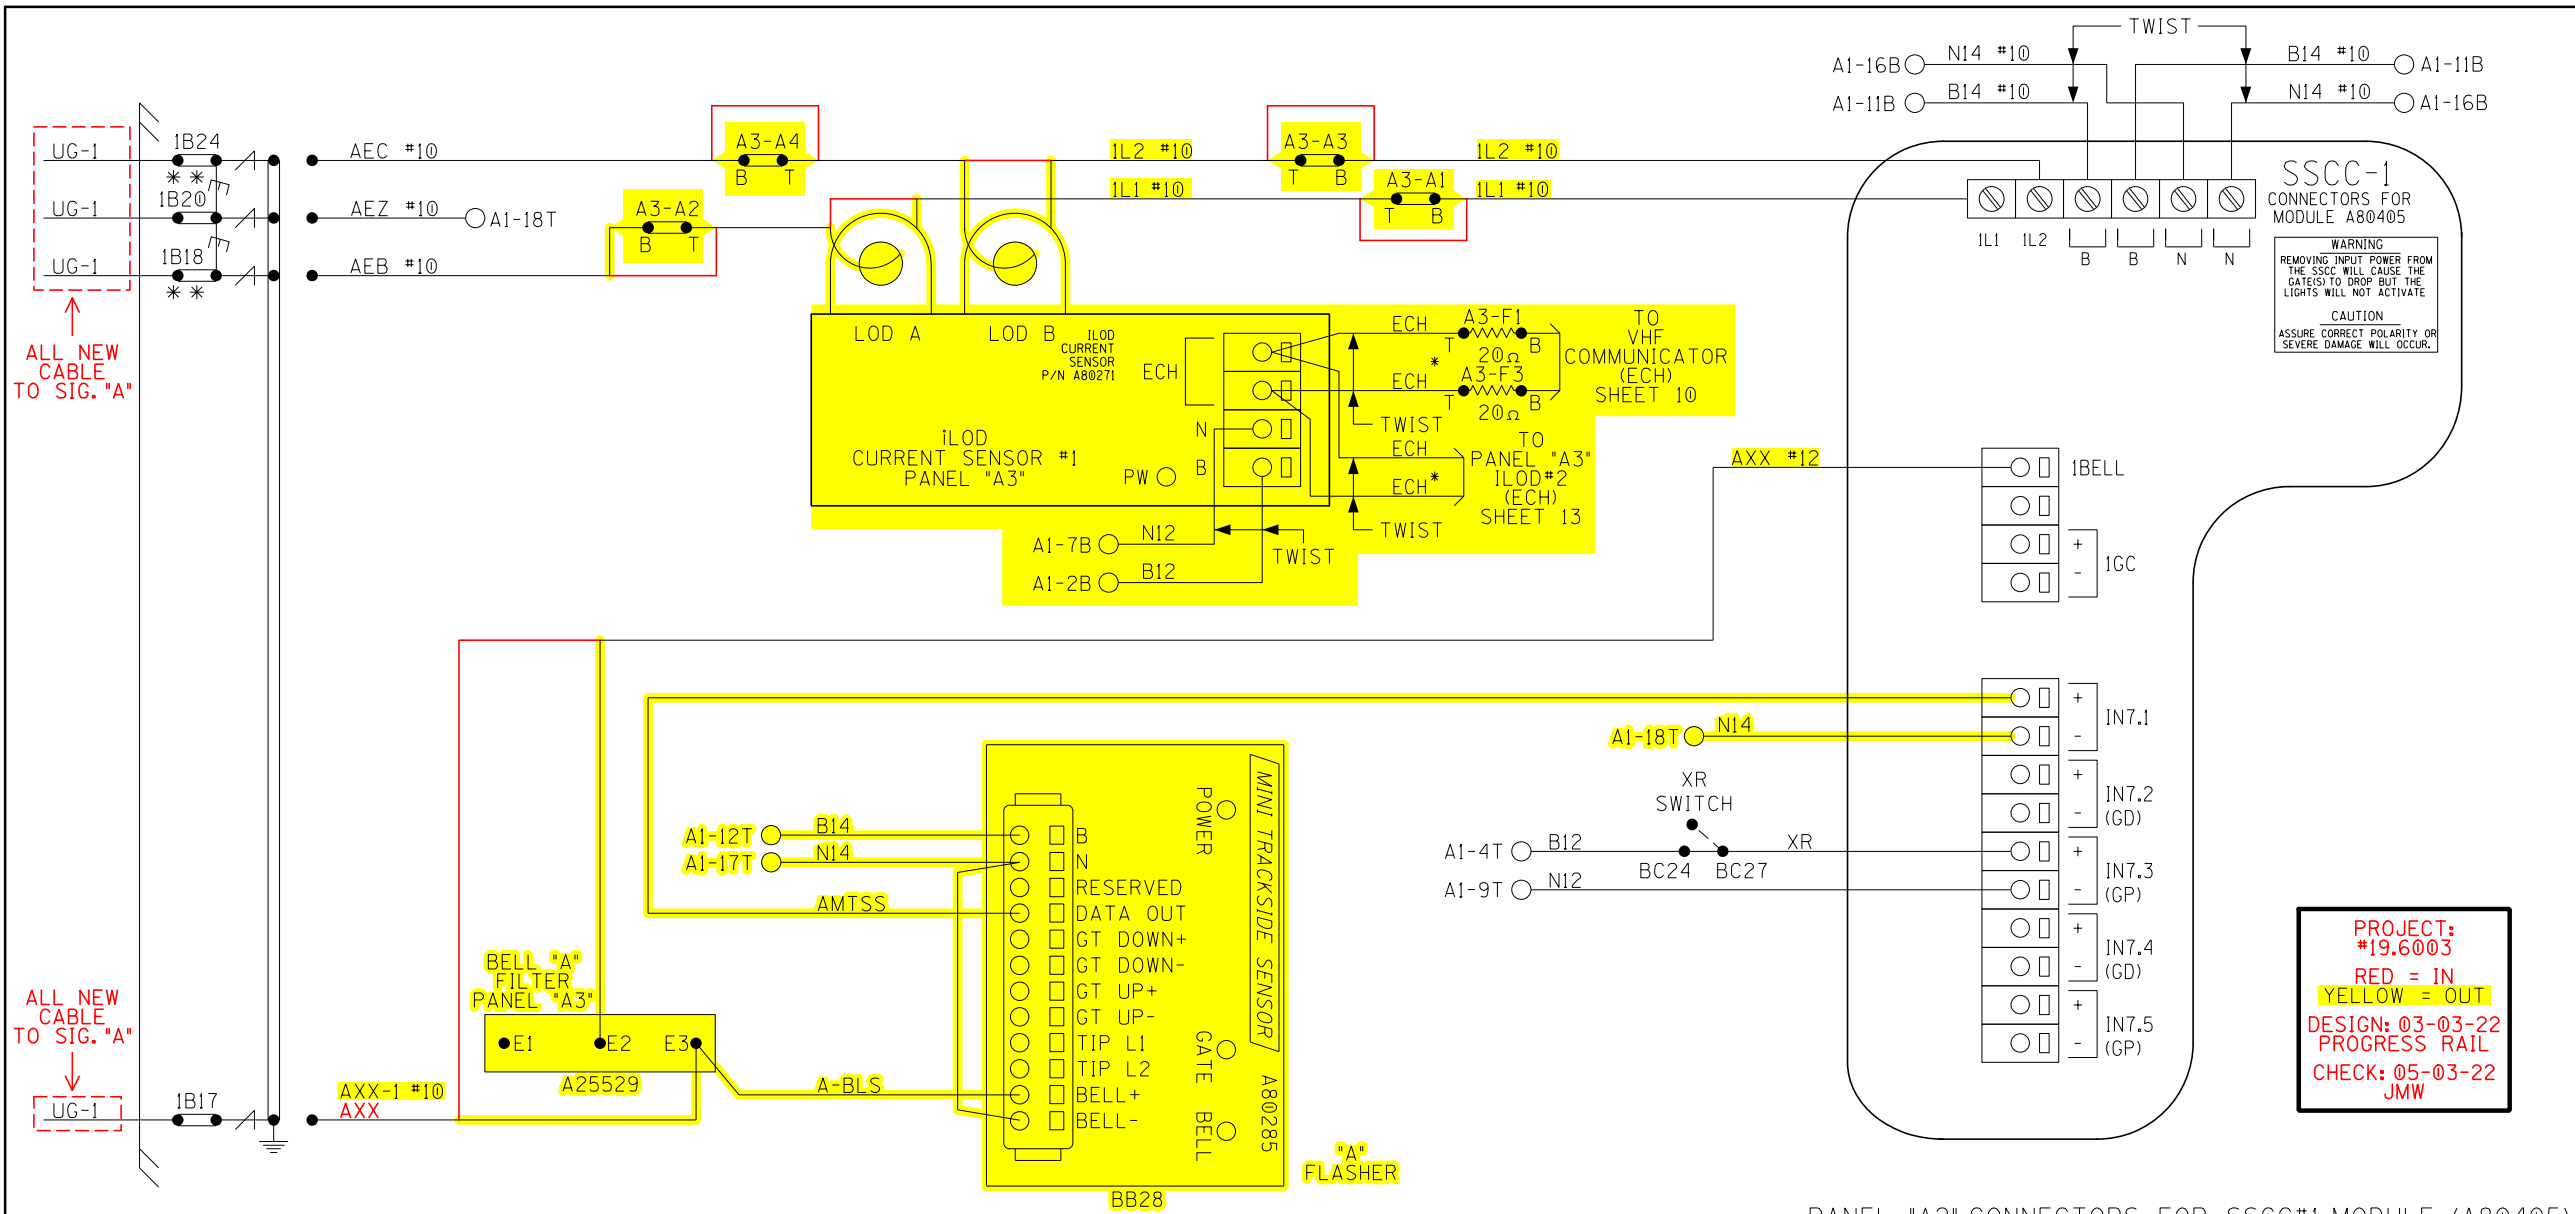 TWIST
A1-16B N14 #10 B14 #10 A1-11B
A1-11B B14 #10 N14 #10 A1-16B
UG-1 1B24 AEC #10 A3-A4 1L2 #10 A3-A3 1L2 #10
* * B T T B
UG-1 1B20 AEZ #10 A1-18T A3-A2 1L1 #10 A3-A1 1L1 #10
B T T B
UG-1 1B18 AEB #10
* *
ALL NEW
CABLE
TO SIG."A"
SSCC-1
CONNECTORS FOR
MODULE A80405
1L1 1L2 B B N N
WARNING
REMOVING INPUT POWER FROM
THE SSCC WILL CAUSE THE
GATE(S) TO DROP BUT THE
LIGHTS WILL NOT ACTIVATE
CAUTION
ASSURE CORRECT POLARITY OR
SEVERE DAMAGE WILL OCCUR.
LOD A LOD B
ILOD
CURRENT
SENSOR
P/N A80271
ECH
N
B
PW
iLOD
CURRENT SENSOR #1
PANEL "A3"
ECH A3-F1
T 20Ω B
*
ECH A3-F3
T 20Ω B
TWIST
TO
VHF
COMMUNICATOR
(ECH)
SHEET 10
ECH
ECH*
TWIST
TO
PANEL "A3"
ILOD#2
(ECH)
SHEET 13
A1-7B N12
A1-2B B12
TWIST
AXX #12
1BELL
+
-
1GC
+
-
IN7.1
A1-18T N14
+
-
IN7.2
(GD)
XR
SWITCH
A1-4T B12 BC24 BC27 XR
A1-9T N12
+
-
IN7.3
(GP)
+
-
IN7.4
(GD)
+
-
IN7.5
(GP)
A1-12T B14
A1-17T N14
AMTSS
A-BLS
B
N
RESERVED
DATA OUT
GT DOWN+
GT DOWN-
GT UP+
GT UP-
TIP L1
TIP L2
BELL+
BELL-
POWER
GATE
BELL
MINI TRACKSIDE SENSOR
A80285
BB28
"A"
FLASHER
BELL "A"
FILTER
PANEL "A3"
E1 E2 E3
A25529
ALL NEW
CABLE
TO SIG."A"
UG-1 1B17 AXX-1 #10
AXX
PROJECT:
#19.6003
RED = IN
YELLOW = OUT
DESIGN: 03-03-22
PROGRESS RAIL
CHECK: 05-03-22
JMW
PANEL "A3" CONNECTORS FOR SSCC#1 MODULE (A80405)